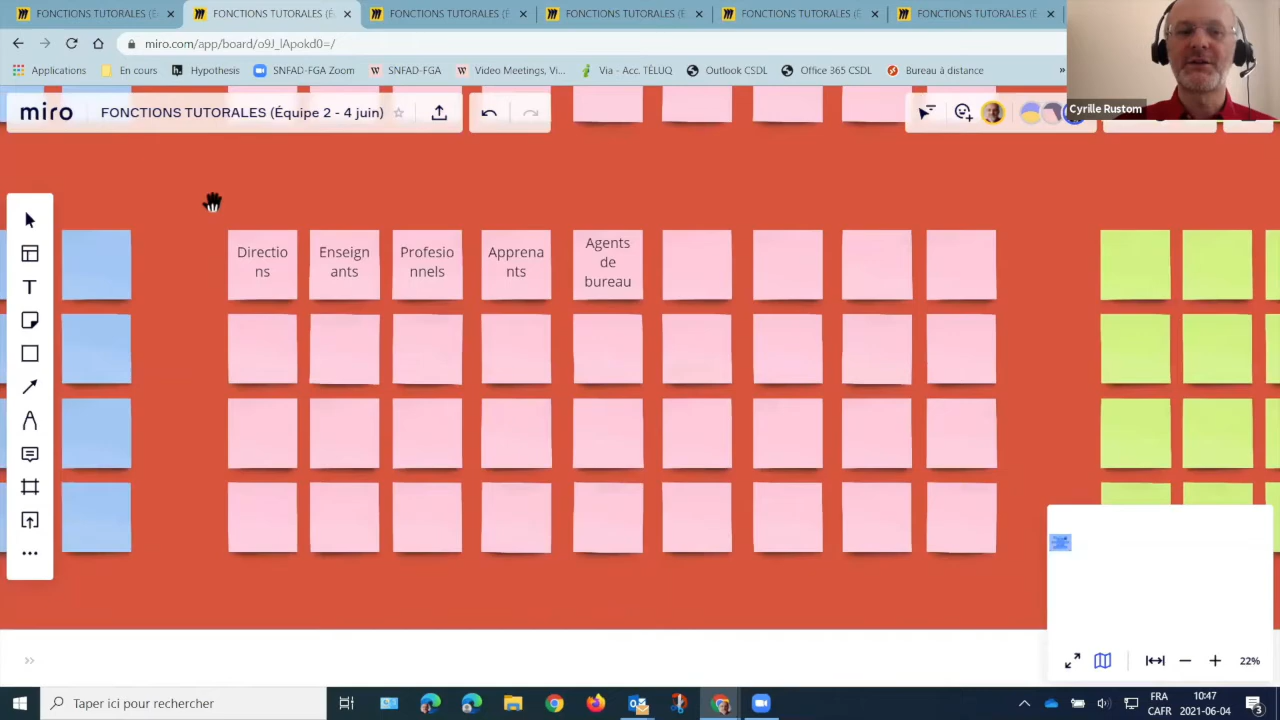 FONCTIONS TUTORALES (É
FONCTIONS TUTORALES (É
FONCTIONS TUTORALES (É
FONCTIONS TUTORALES (É
FONCTIONS TUTORALES (É
FONCTIONS TUTORALES (É
miro.com/app/board/o9J_lApokd0=/
Applications
En cours
Hypothesis
SNFAD-FGA Zoom
SNFAD-FGA
Video Meetings, Vi...
Via - Acc. TÉLUQ
Outlook CSDL
Office 365 CSDL
Bureau à distance
»
miro
FONCTIONS TUTORALES (Équipe 2 - 4 juin)
Cyrille Rustom
Directio
ns
Enseign
ants
Profesio
nnels
Apprena
nts
Agents
de
bureau
22%
Taper ici pour rechercher
FRA
CAFR
10:47
2021-06-04
3